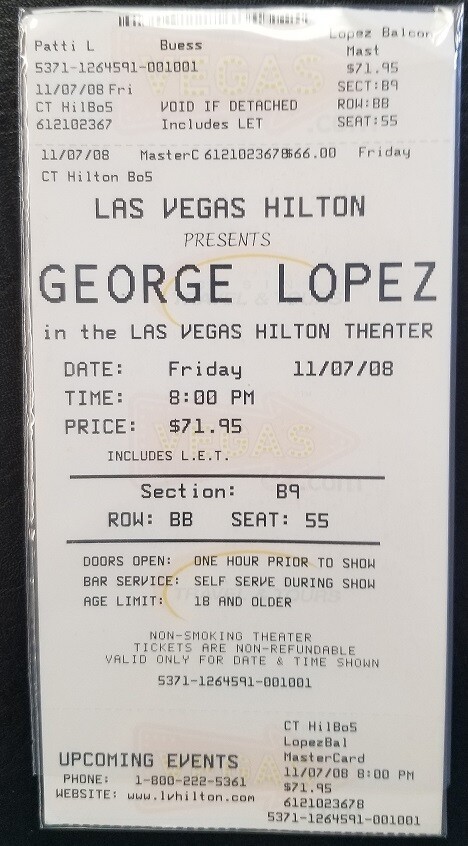 Patti L Buess
5371-1264591-001001
11/07/08 Fri
CT HilBo5 VOID IF DETACHED
612102367 Includes LET
Lopez Balcon
Mast
$71.95
SECT:B9
ROW:BB
SEAT:55
11/07/08 MasterC 6121023678 $66.00 Friday
CT Hilton Bo5
LAS VEGAS HILTON
PRESENTS
GEORGE LOPEZ
in the LAS VEGAS HILTON THEATER
DATE: Friday 11/07/08
TIME: 8:00 PM
PRICE: $71.95
INCLUDES L.E.T.
Section: B9
ROW: BB SEAT: 55
DOORS OPEN: ONE HOUR PRIOR TO SHOW
BAR SERVICE: SELF SERVE DURING SHOW
AGE LIMIT: 18 AND OLDER
NON-SMOKING THEATER
TICKETS ARE NON-REFUNDABLE
VALID ONLY FOR DATE & TIME SHOWN
5371-1264591-001001
UPCOMING EVENTS
PHONE: 1-800-222-5361
WEBSITE: www.lvhilton.com
CT HilBo5
LopezBal
MasterCard
11/07/08 8:00 PM
$71.95
6121023678
5371-1264591-001001